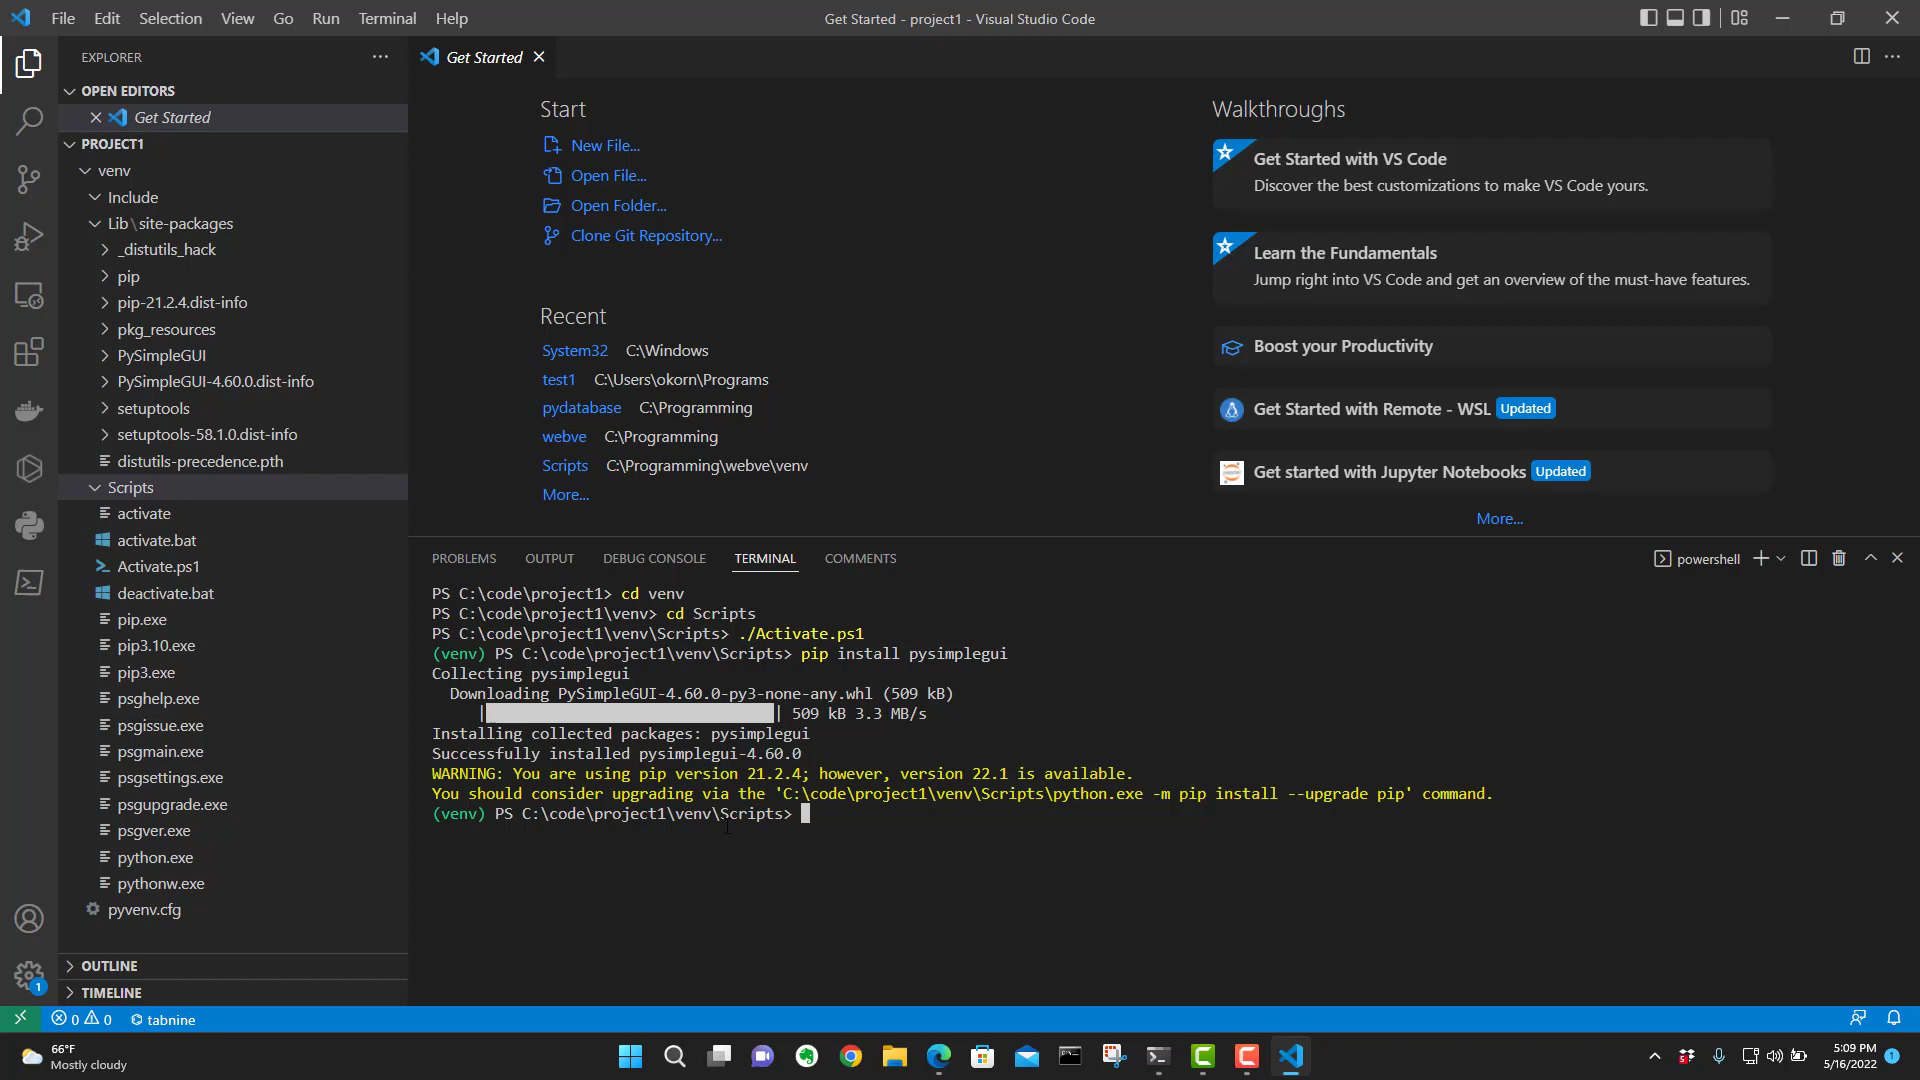 File Edit Selection View Go Run Terminal Help
Get Started - project1 - Visual Studio Code
EXPLORER
OPEN EDITORS
Get Started
PROJECT1
venv
Include
Lib\site-packages
_distutils_hack
pip
pip-21.2.4.dist-info
pkg_resources
PySimpleGUI
PySimpleGUI-4.60.0.dist-info
setuptools
setuptools-58.1.0.dist-info
distutils-precedence.pth
Scripts
activate
activate.bat
Activate.ps1
deactivate.bat
pip.exe
pip3.10.exe
pip3.exe
psghelp.exe
psgissue.exe
psgmain.exe
psgsettings.exe
psgupgrade.exe
psgver.exe
python.exe
pythonw.exe
pyvenv.cfg
OUTLINE
TIMELINE
Get Started
Start
New File...
Open File...
Open Folder...
Clone Git Repository...
Recent
System32 C:\Windows
test1 C:\Users\okorn\Programs
pydatabase C:\Programming
webve C:\Programming
Scripts C:\Programming\webve\venv
More...
Walkthroughs
Get Started with VS Code
Discover the best customizations to make VS Code yours.
Learn the Fundamentals
Jump right into VS Code and get an overview of the must-have features.
Boost your Productivity
Get Started with Remote - WSL Updated
Get started with Jupyter Notebooks Updated
More...
PROBLEMS OUTPUT DEBUG CONSOLE TERMINAL COMMENTS
powershell
PS C:\code\project1> cd venv
PS C:\code\project1\venv> cd Scripts
PS C:\code\project1\venv\Scripts> ./Activate.ps1
(venv) PS C:\code\project1\venv\Scripts> pip install pysimplegui
Collecting pysimplegui
Downloading PySimpleGUI-4.60.0-py3-none-any.whl (509 kB)
| | 509 kB 3.3 MB/s
Installing collected packages: pysimplegui
Successfully installed pysimplegui-4.60.0
WARNING: You are using pip version 21.2.4; however, version 22.1 is available.
You should consider upgrading via the 'C:\code\project1\venv\Scripts\python.exe -m pip install --upgrade pip' command.
(venv) PS C:\code\project1\venv\Scripts>
1
0 0 tabnine
66°F
Mostly cloudy
5:09 PM
5/16/2022
1